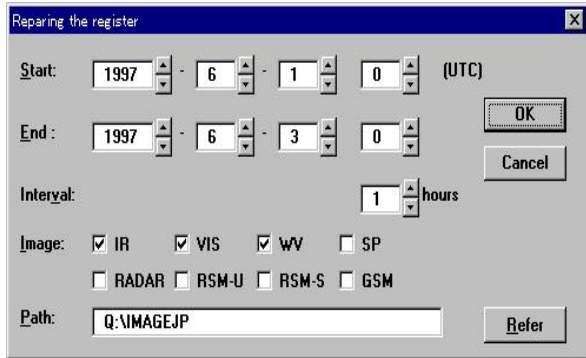 Reparing the register
Start: 1997 - 6 - 1 0 (UTC)
OK
End : 1997 - 6 - 3 0
Cancel
Interval: 1 hours
Image: IR VIS WV SP
RADAR RSM-U RSM-S GSM
Path: Q:\IMAGEJP
Refer